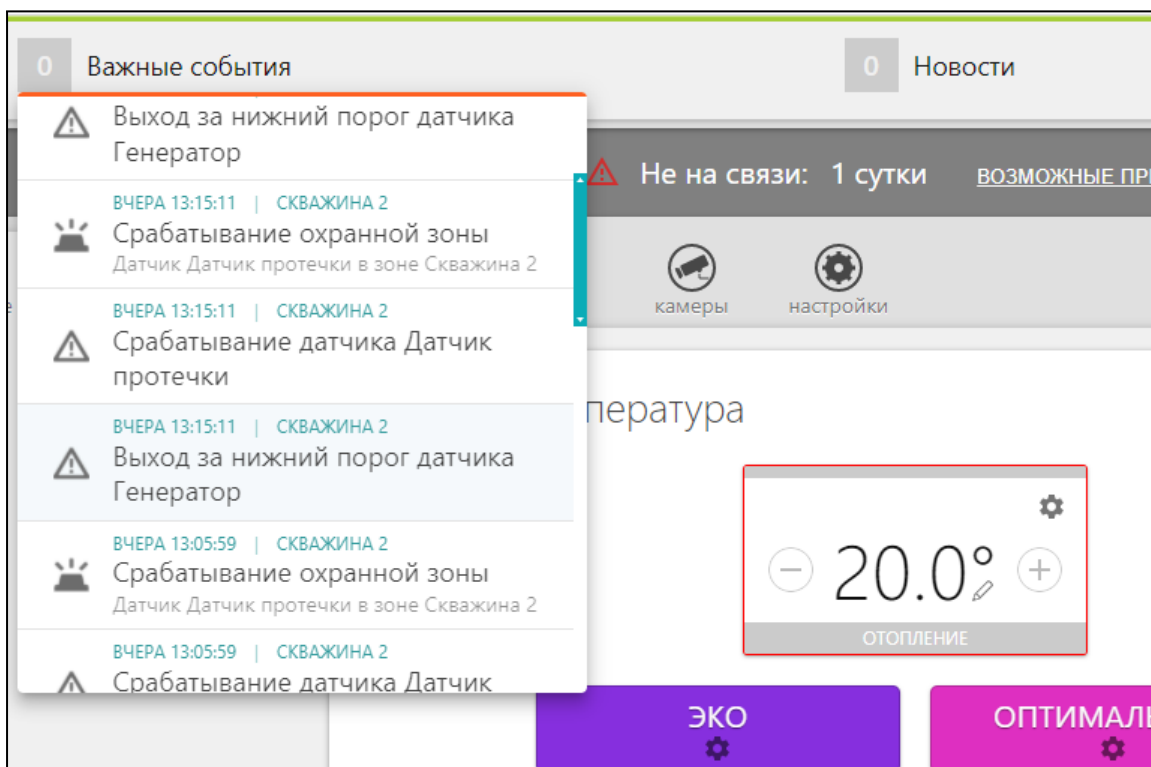 0 Важные события
0 Новости
Выход за нижний порог датчика
Генератор
ВЧЕРА 13:15:11 | СКВАЖИНА 2
Срабатывание охранной зоны
Датчик Датчик протечки в зоне Скважина 2
ВЧЕРА 13:15:11 | СКВАЖИНА 2
Срабатывание датчика Датчик
протечки
ВЧЕРА 13:15:11 | СКВАЖИНА 2
Выход за нижний порог датчика
Генератор
ВЧЕРА 13:05:59 | СКВАЖИНА 2
Срабатывание охранной зоны
Датчик Датчик протечки в зоне Скважина 2
ВЧЕРА 13:05:59 | СКВАЖИНА 2
Срабатывание датчика Датчик
Не на связи: 1 сутки ВОЗМОЖНЫЕ ПР
камеры
настройки
пература
20.0°
ОТОПЛЕНИЕ
ЭКО
ОПТИМАЛЬ